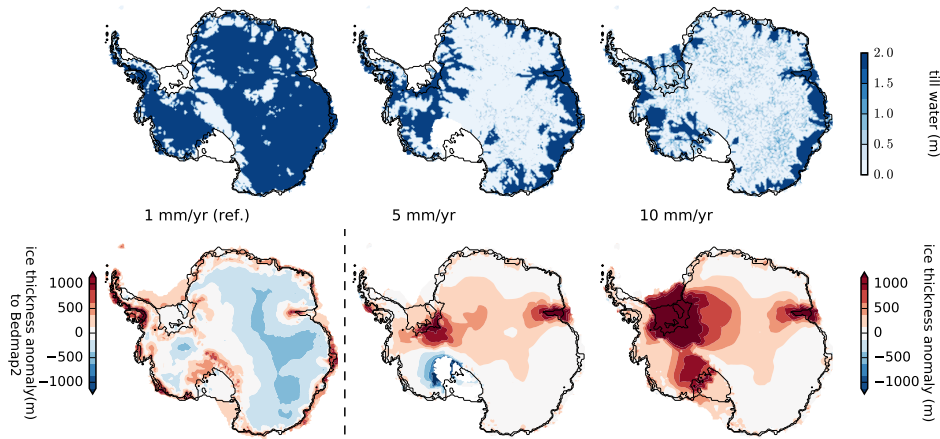 2.0
1.5
1.0
0.5
0.0
till water (m)
1 mm/yr (ref.)
5 mm/yr
10 mm/yr
ice thickness anomaly(m)
to Bedmap2
1000
500
0
−500
−1000
1000
500
0
−500
−1000
ice thickness anomaly (m)